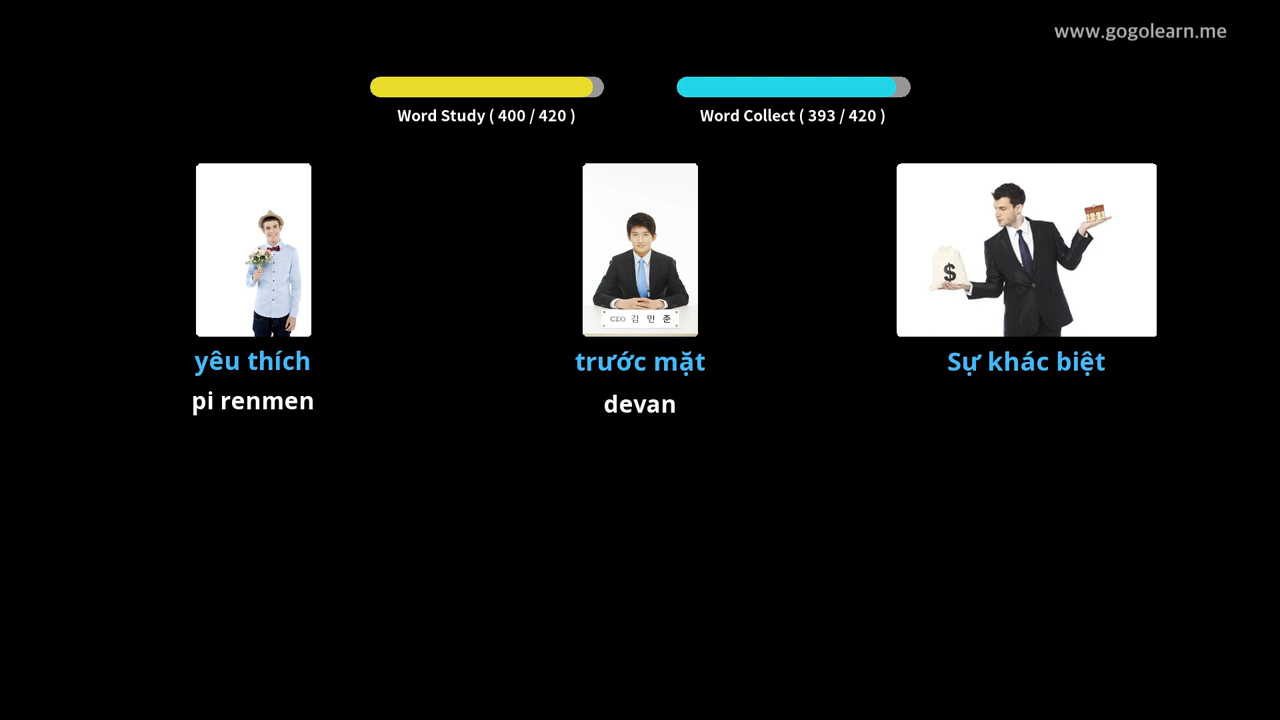 www.gogolearn.me
Word Study ( 400 / 420 )
Word Collect ( 393 / 420 )
CEO 김 민 준
yêu thích
trước mặt
Sự khác biệt
pi renmen
devan
$